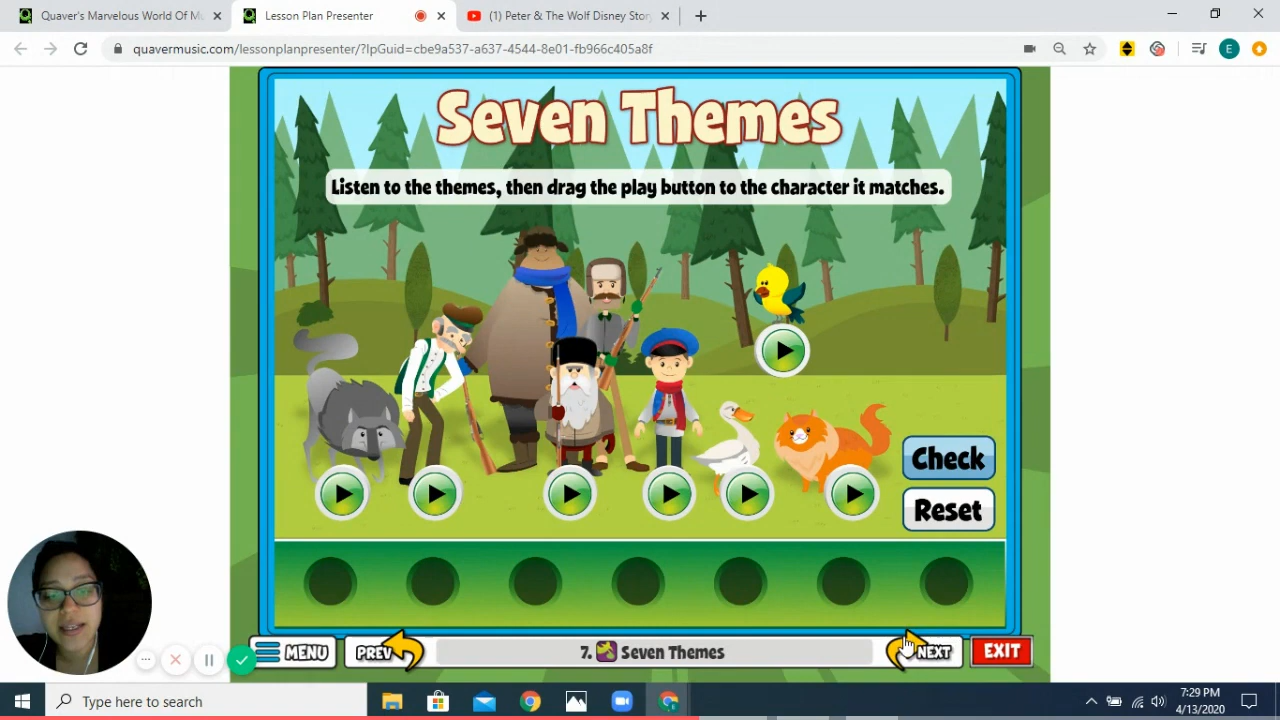 Quaver's Marvelous World Of M
Lesson Plan Presenter
(1) Peter & The Wolf Disney Stor
quavermusic.com/lessonplanpresenter/?lpGuid=cbe9a537-a637-4544-8e01-fb966c405a8f
E
Seven Themes
Listen to the themes, then drag the play button to the character it matches.
Check
Reset
MENU
PREV
7. Seven Themes
NEXT
EXIT
Type here to search
7:29 PM
4/13/2020